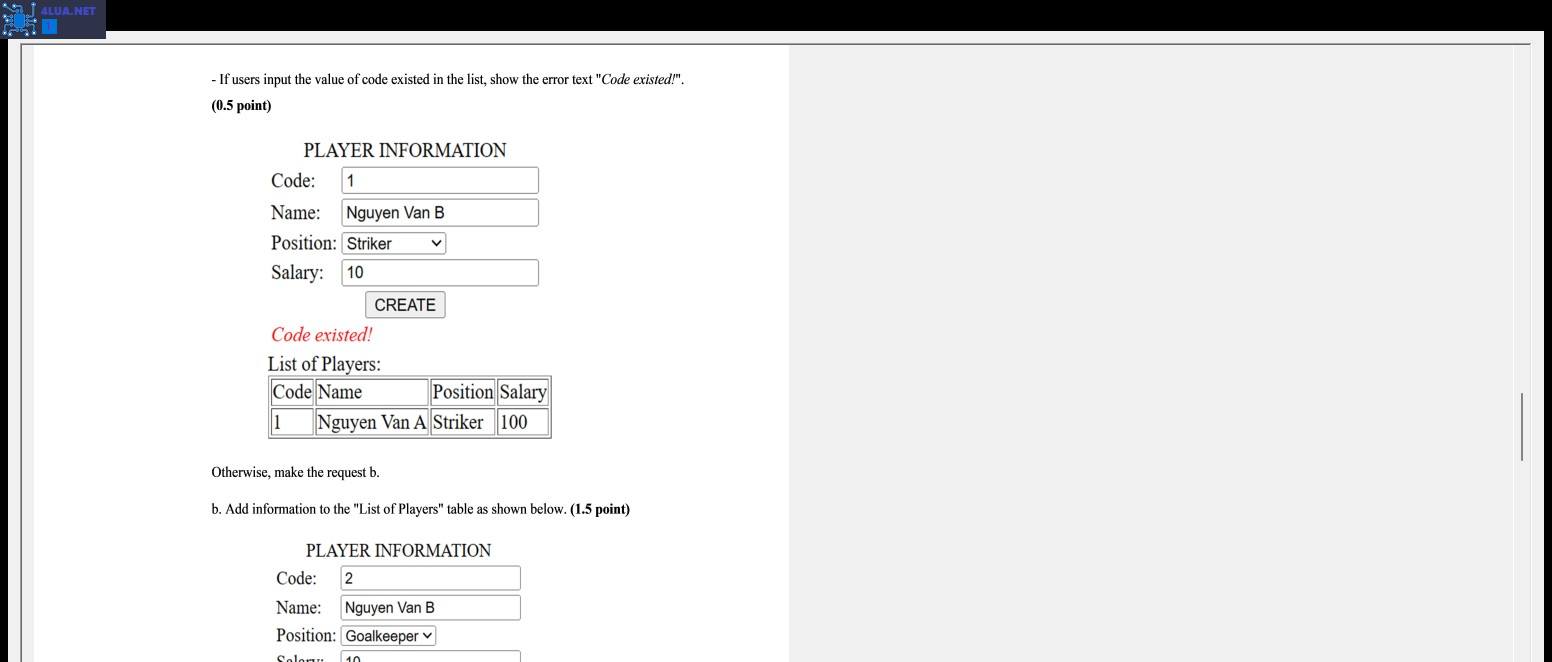 4LUA.NET
- If users input the value of code existed in the list, show the error text "Code existed!".
(0.5 point)
PLAYER INFORMATION
Code: 1
Name: Nguyen Van B
Position: Striker
Salary: 10
CREATE
Code existed!
List of Players:
Code Name Position Salary
1 Nguyen Van A Striker 100
Otherwise, make the request b.
b. Add information to the "List of Players" table as shown below. (1.5 point)
PLAYER INFORMATION
Code: 2
Name: Nguyen Van B
Position: Goalkeeper
Salary: 10